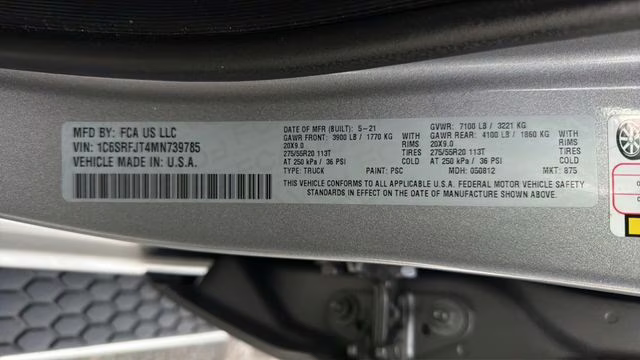 MFD BY: FCA US LLC
VIN: 1C6SRFJT4MN739785
VEHICLE MADE IN U.S.A.
DATE OF MFR (BUILT): 5-21
GAWR FRONT: 3900 LB / 1770 KG
RIMS
20X9.0
TIRES
275/55R20 113T
AT 250 kPa / 36 PSI
TYPE: TRUCK
PAINT: PSC
GVWR: 7100 LB / 3221 KG
GAWR REAR: 4100 LB / 1860 KG
RIMS
20X9.0
TIRES
275/55R20 113T
AT 250 kPa / 36 PSI
MDH: 050812
MKT: 875
THIS VEHICLE CONFORMS TO ALL APPLICABLE U.S.A. FEDERAL MOTOR VEHICLE SAFETY
STANDARDS IN EFFECT ON THE DATE OF MANUFACTURE SHOWN ABOVE.